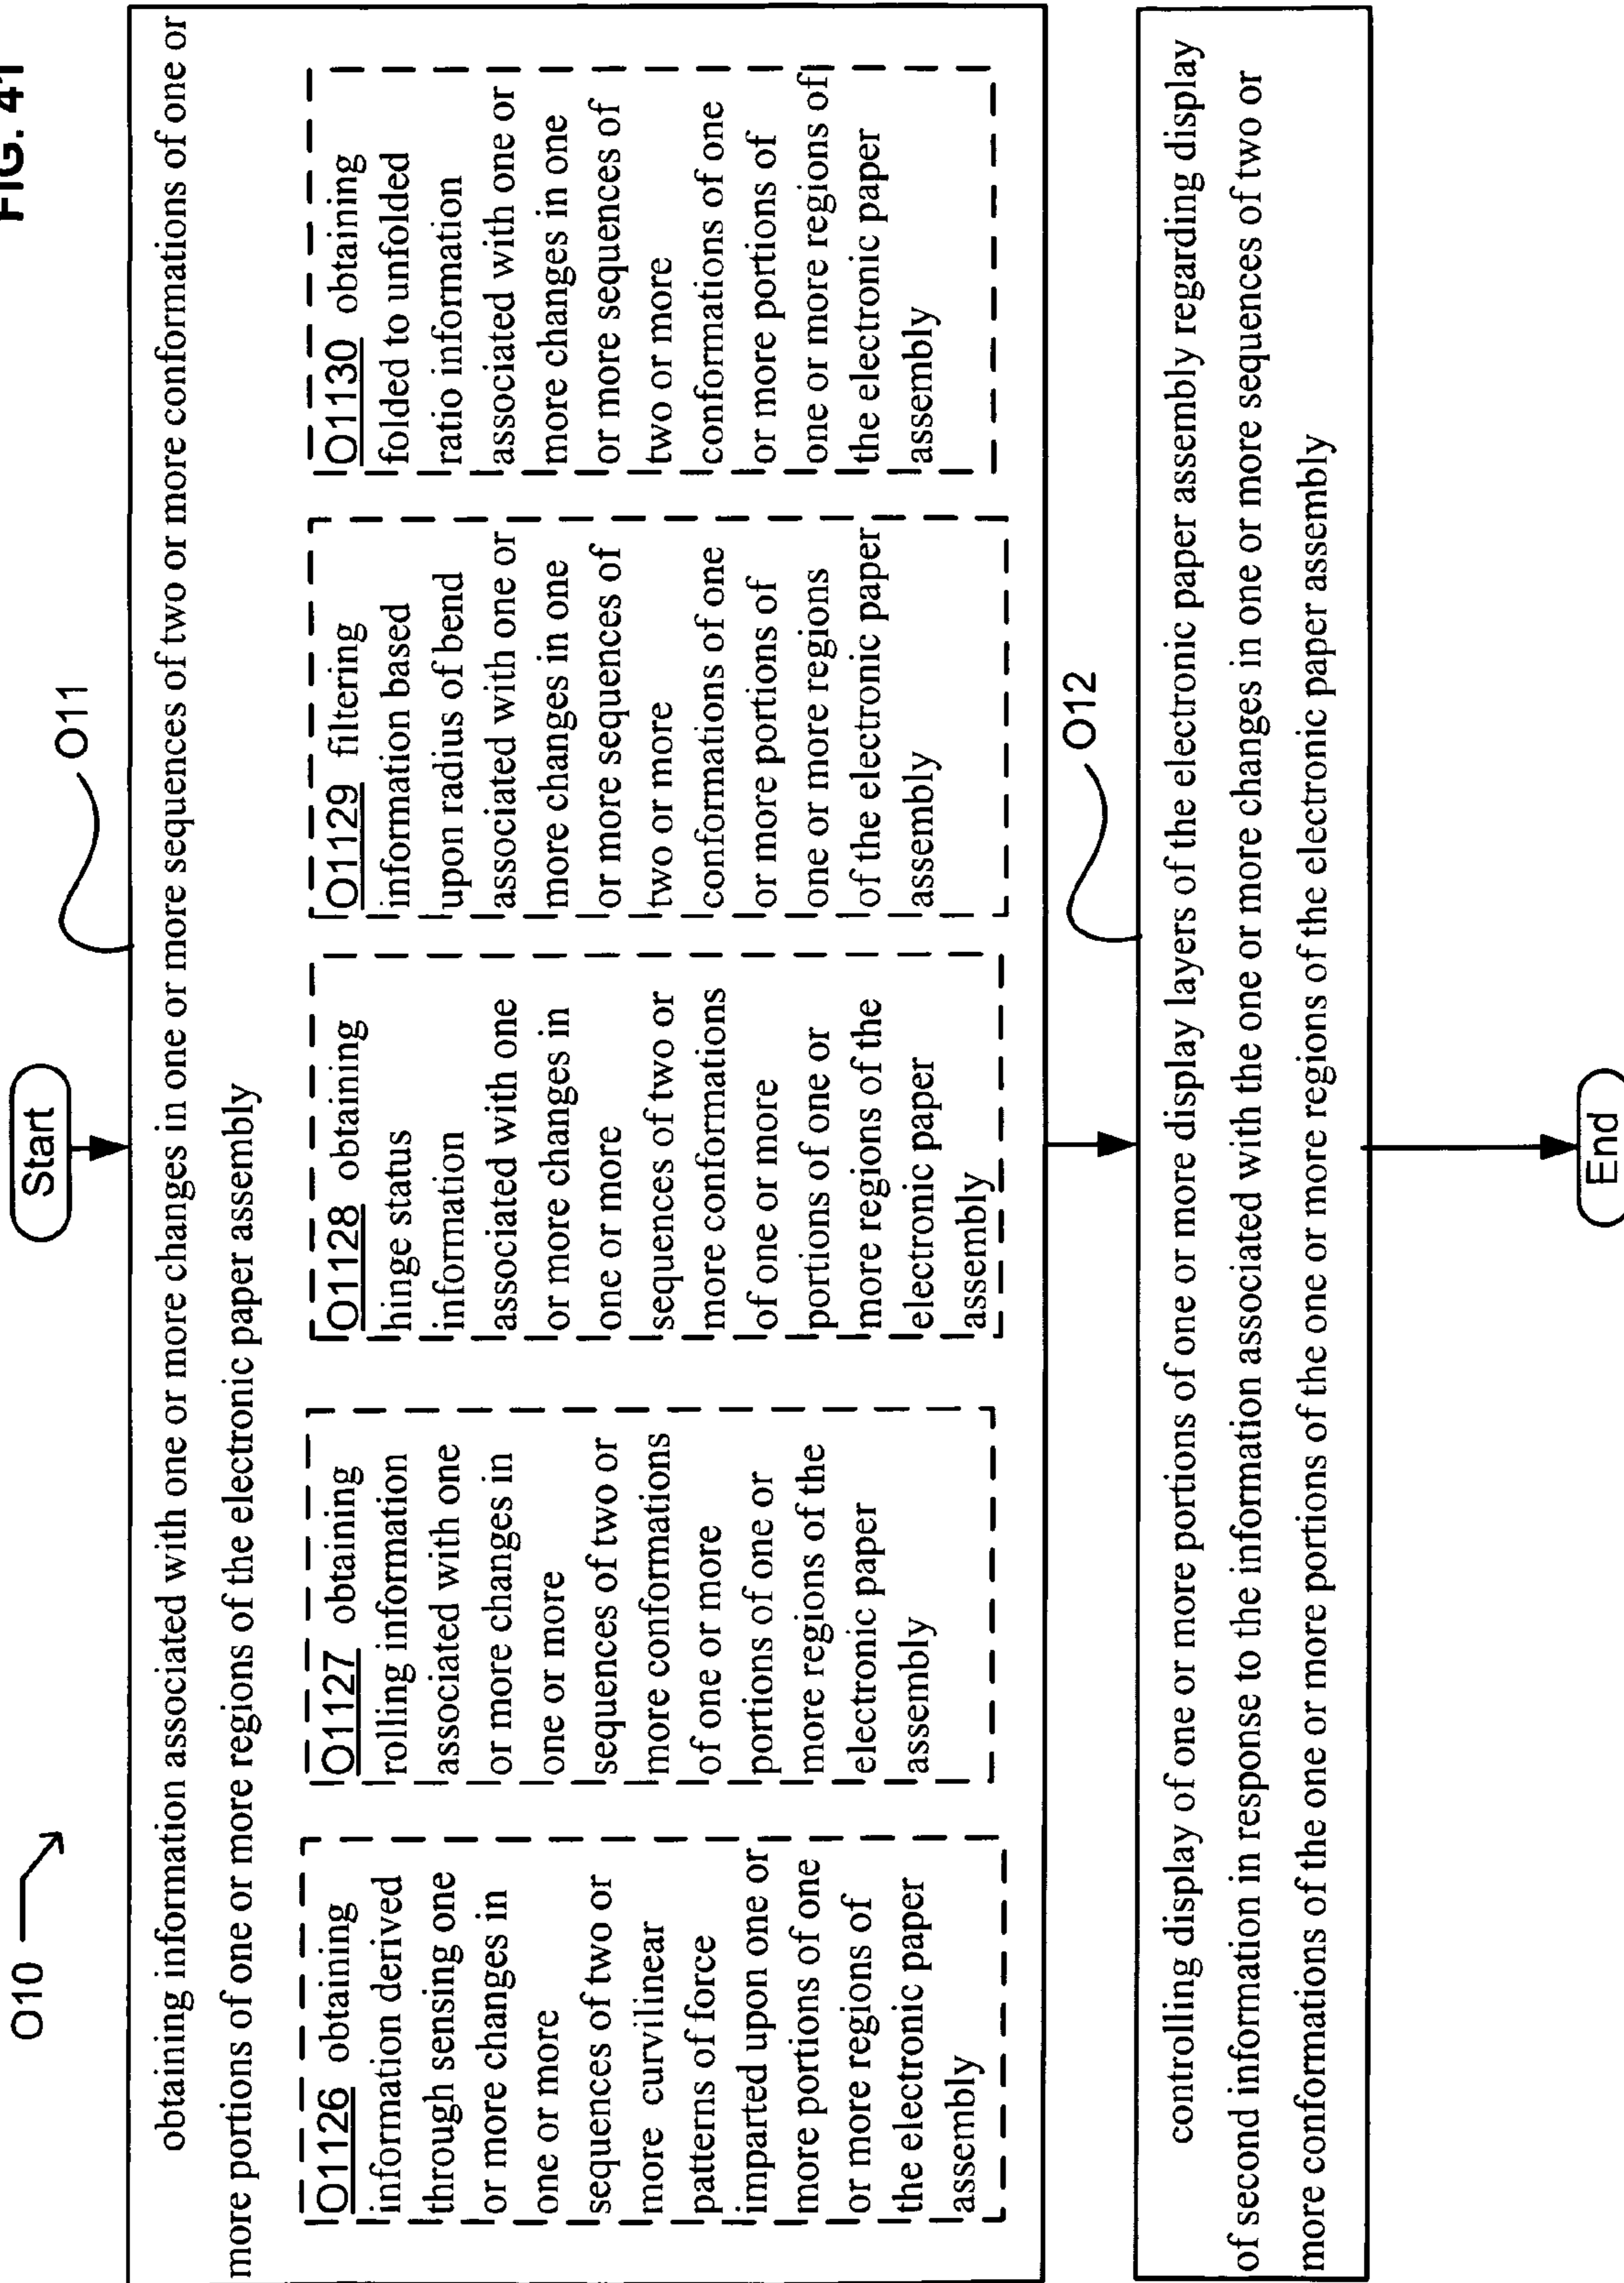 FIG. 41
O10
Start
O11
obtaining information associated with one or more changes in one or more sequences of two or more conformations of one or
more portions of one or more regions of the electronic paper assembly
O1126 obtaining
information derived
through sensing one
or more changes in
one or more
sequences of two or
more curvilinear
patterns of force
imparted upon one or
more portions of one
or more regions of
the electronic paper
assembly
O1127 obtaining
rolling information
associated with one
or more changes in
one or more
sequences of two or
more conformations
of one or more
portions of one or
more regions of the
electronic paper
assembly
O1128 obtaining
hinge status
information
associated with one
or more changes in
one or more
sequences of two or
more conformations
of one or more
portions of one or
more regions of the
electronic paper
assembly
O1129 filtering
information based
upon radius of bend
associated with one or
more changes in one
or more sequences of
two or more
conformations of one
or more portions of
one or more regions
of the electronic paper
assembly
O1130 obtaining
folded to unfolded
ratio information
associated with one or
more changes in one
or more sequences of
two or more
conformations of one
or more portions of
one or more regions of
the electronic paper
assembly
O12
controlling display of one or more portions of one or more display layers of the electronic paper assembly regarding display
of second information in response to the information associated with the one or more changes in one or more sequences of two or
more conformations of the one or more portions of the one or more regions of the electronic paper assembly
End